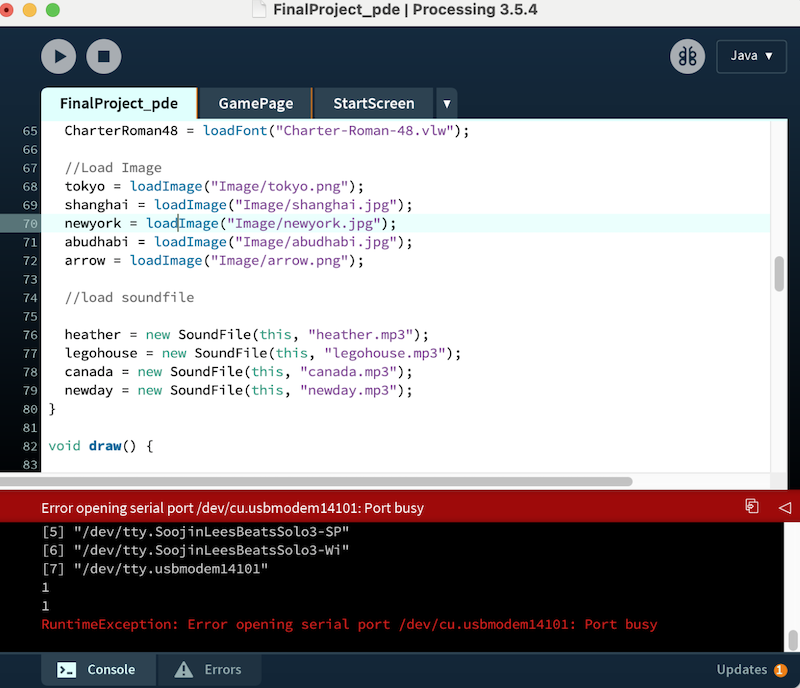 FinalProject_pde | Processing 3.5.4
Java ▼
FinalProject_pde GamePage StartScreen ▼
65 CharterRoman48 = loadFont("Charter-Roman-48.vlw");
66
67 //Load Image
68 tokyo = loadImage("Image/tokyo.png");
69 shanghai = loadImage("Image/shanghai.jpg");
70 newyork = loadImage("Image/newyork.jpg");
71 abudhabi = loadImage("Image/abudhabi.jpg");
72 arrow = loadImage("Image/arrow.png");
73
74 //load soundfile
75
76 heather = new SoundFile(this, "heather.mp3");
77 legohouse = new SoundFile(this, "legohouse.mp3");
78 canada = new SoundFile(this, "canada.mp3");
79 newday = new SoundFile(this, "newday.mp3");
80 }
81
82 void draw() {
83
Error opening serial port /dev/cu.usbmodem14101: Port busy
[5] "/dev/tty.SoojinLeesBeatsSolo3-SP"
[6] "/dev/tty.SoojinLeesBeatsSolo3-Wi"
[7] "/dev/tty.usbmodem14101"
1
1
RuntimeException: Error opening serial port /dev/cu.usbmodem14101: Port busy
Console Errors Updates 1